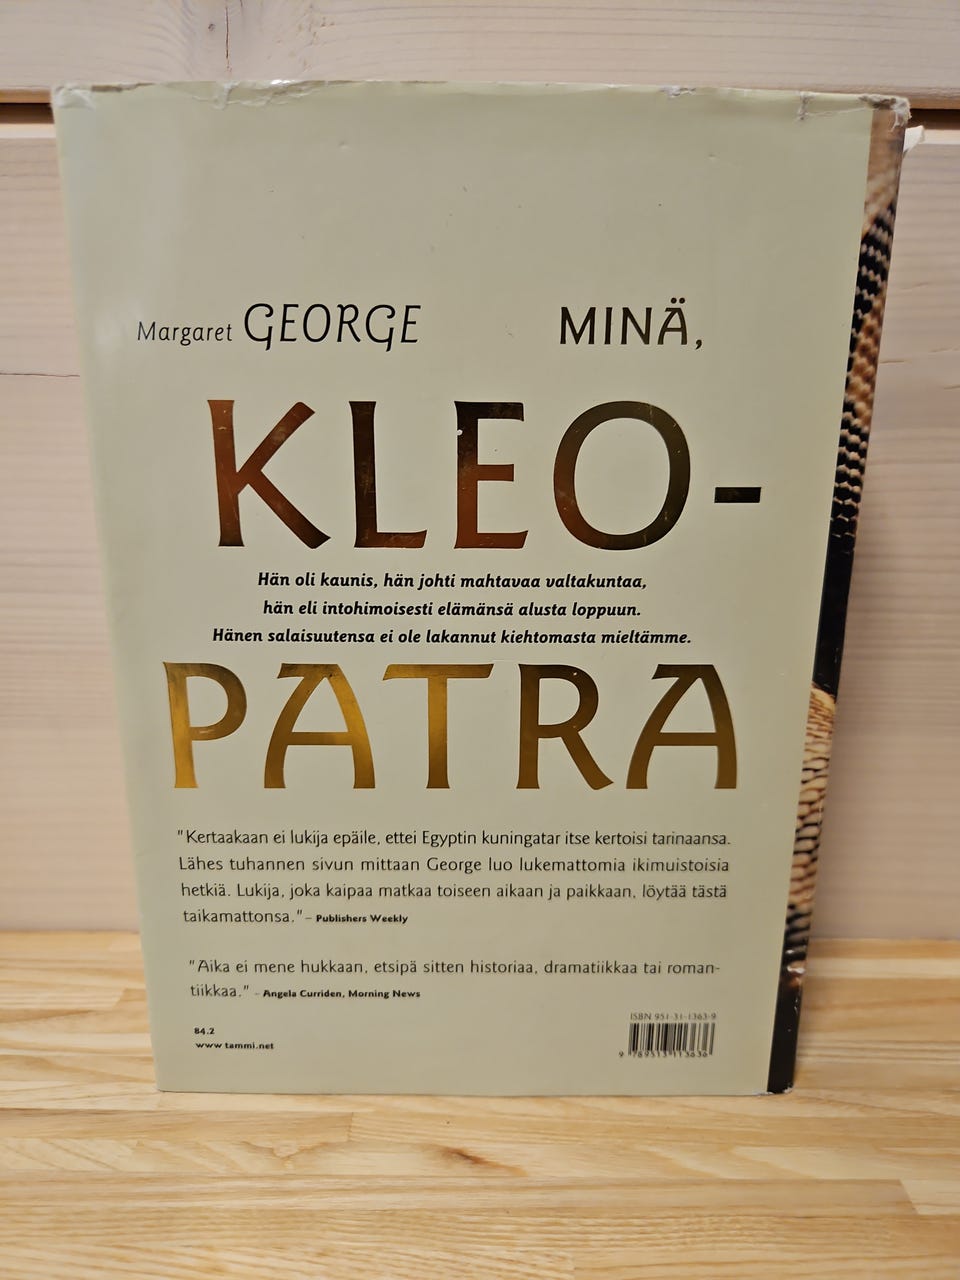 Margaret GEORGE MINÄ,
KLEO-
Hän oli kaunis, hän johti mahtavaa valtakuntaa,
hän eli intohimoisesti elämänsä alusta loppuun.
Hänen salaisuutensa ei ole lakannut kiehtomasta mieltämme.
PATRA
"Kertaakaan ei lukija epäile, ettei Egyptin kuningatar itse kertoisi tarinaansa.
Lähes tuhannen sivun mittaan George luo lukemattomia ikimuistoisia
hetkiä. Lukija, joka kaipaa matkaa toiseen aikaan ja paikkaan, löytää tästä
taikamattonsa." – Publishers Weekly
"Aika ei mene hukkaan, etsipä sitten historiaa, dramatiikkaa tai roman-
tiikkaa." – Angela Curriden, Morning News
84.2
www tammi.net
ISBN 951-31-1363-9
9 789513 113636